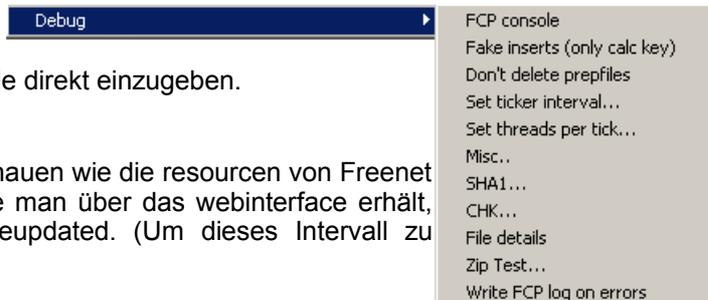 Debug
FCP console
Fake inserts (only calc key)
Don't delete prepfiles
Set ticker interval...
Set threads per tick...
Misc..
SHA1...
CHK...
File details
Zip Test...
Write FCP log on errors
e direkt einzugeben.
auen wie die resourcen von Freenet
e man über das webinterface erhält,
eupdated. (Um dieses Intervall zu